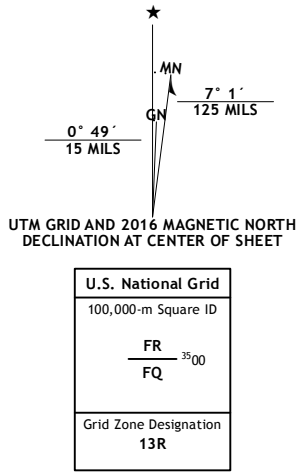 ★
MN
GN
7° 1´
125 MILS
0° 49´
15 MILS
UTM GRID AND 2016 MAGNETIC NORTH
DECLINATION AT CENTER OF SHEET
U.S. National Grid
100,000-m Square ID
FR
³⁵00
FQ
Grid Zone Designation
13R